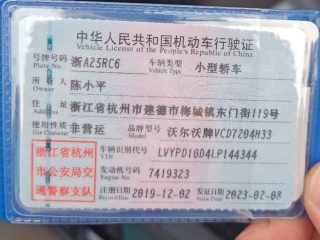 中华人民共和国机动车行驶证
Vehicle License of the People's Republic of China
号牌号码 浙A25RC6 车辆类型 小型轿车
Plate No. Vehicle Type
所有人 陈小平
Owner
住址 浙江省杭州市建德市梅城镇东门街119号
Address
使用性质 非营运 品牌型号 沃尔沃牌VCD7204H33
Use Character Model
浙江省杭州
市公安局交
通警察支队
车辆识别代号 LVYPD10D4LP144344
VIN
发动机号码 7419323
Engine No.
注册日期 2019-12-02 发证日期 2023-02-08
Register Date Issue Date